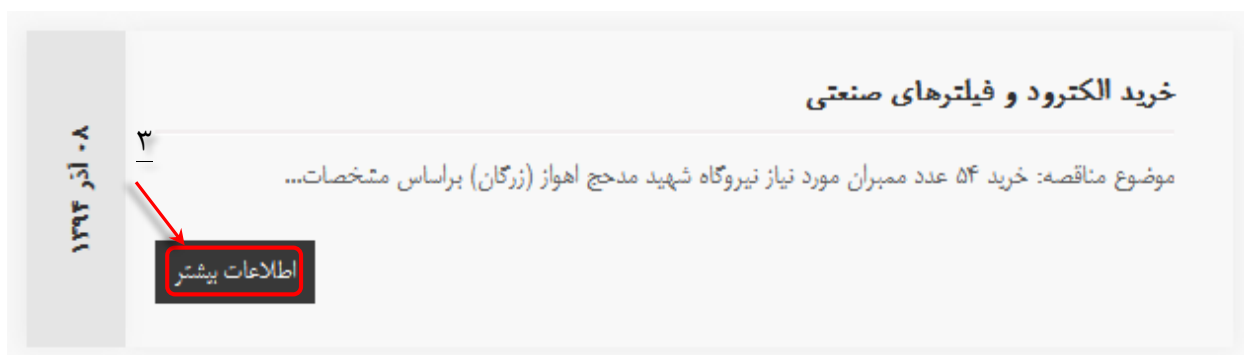 خرید الکترود و فیلترهای صنعتی
۳
موضوع مناقصه: خرید ۵۴ عدد ممبران مورد نیاز نیروگاه شهید مدحج اهواز (زرگان) براساس مشخصات...
اطلاعات بیشتر
۰۸ آذر ۱۳۹۴